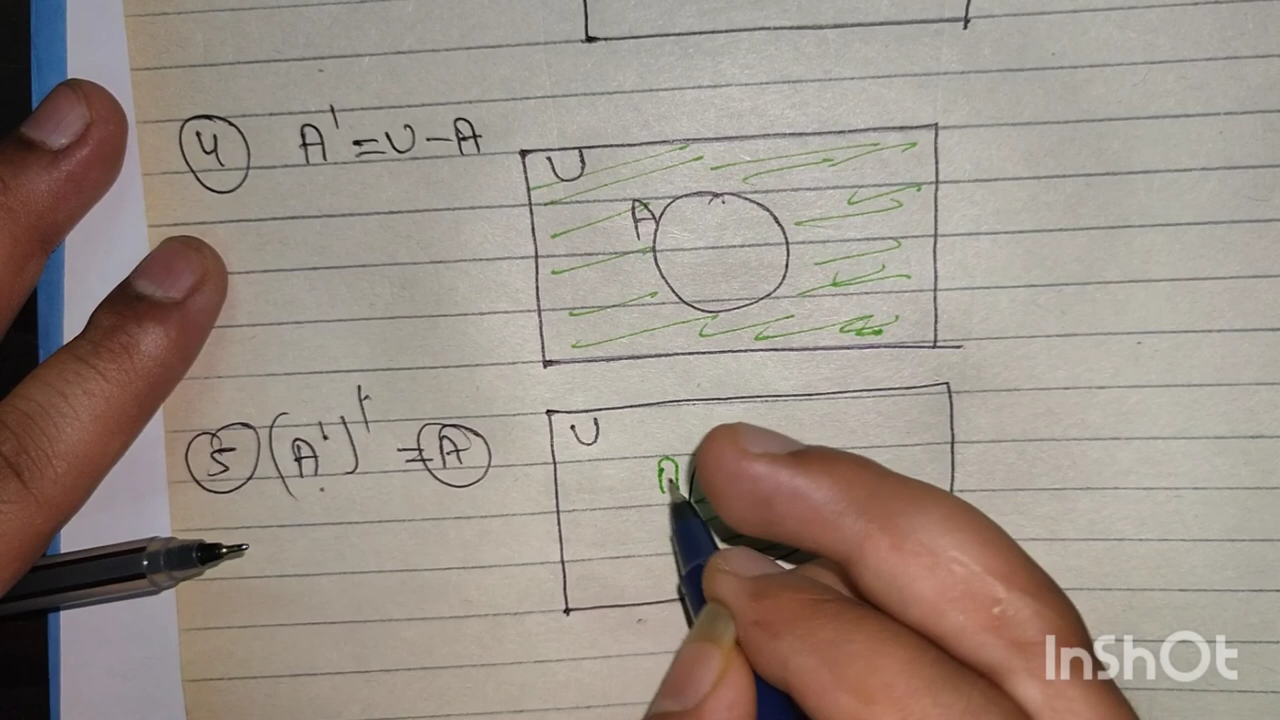 ④ A' = U - A
U
A
⑤ (A')' = A
U
A
InShOt